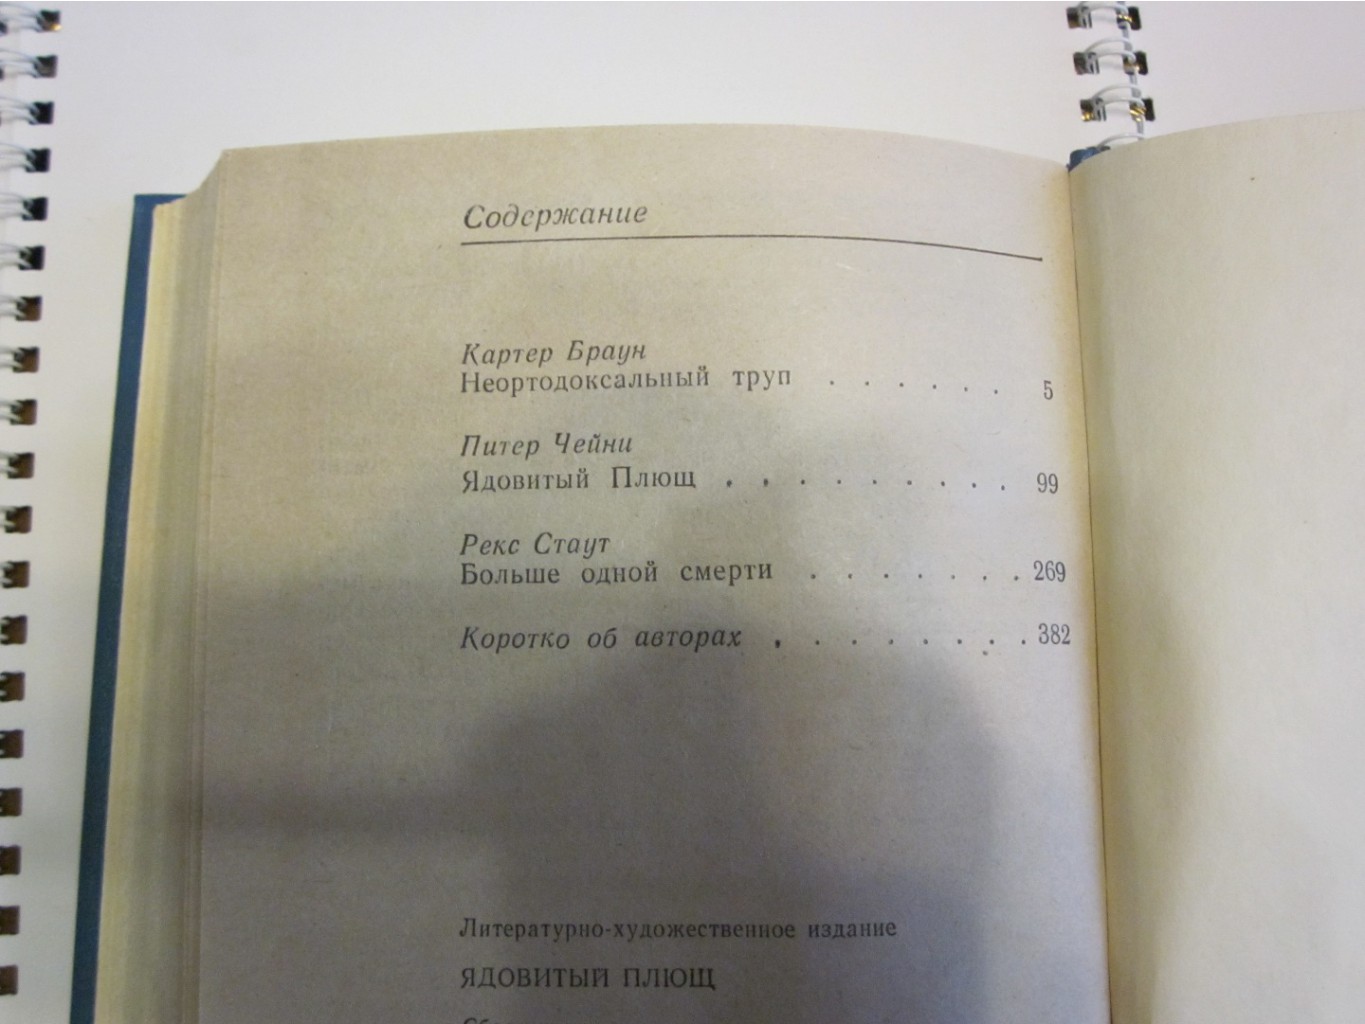 Содержание
Картер Браун
Неортодоксальный труп . . . . . . 5
Питер Чейни
Ядовитый Плющ . . . . . . . . . 99
Рекс Стаут
Больше одной смерти . . . . . . . 269
Коротко об авторах . . . . . . . . 382
Литературно-художественное издание
ЯДОВИТЫЙ ПЛЮЩ